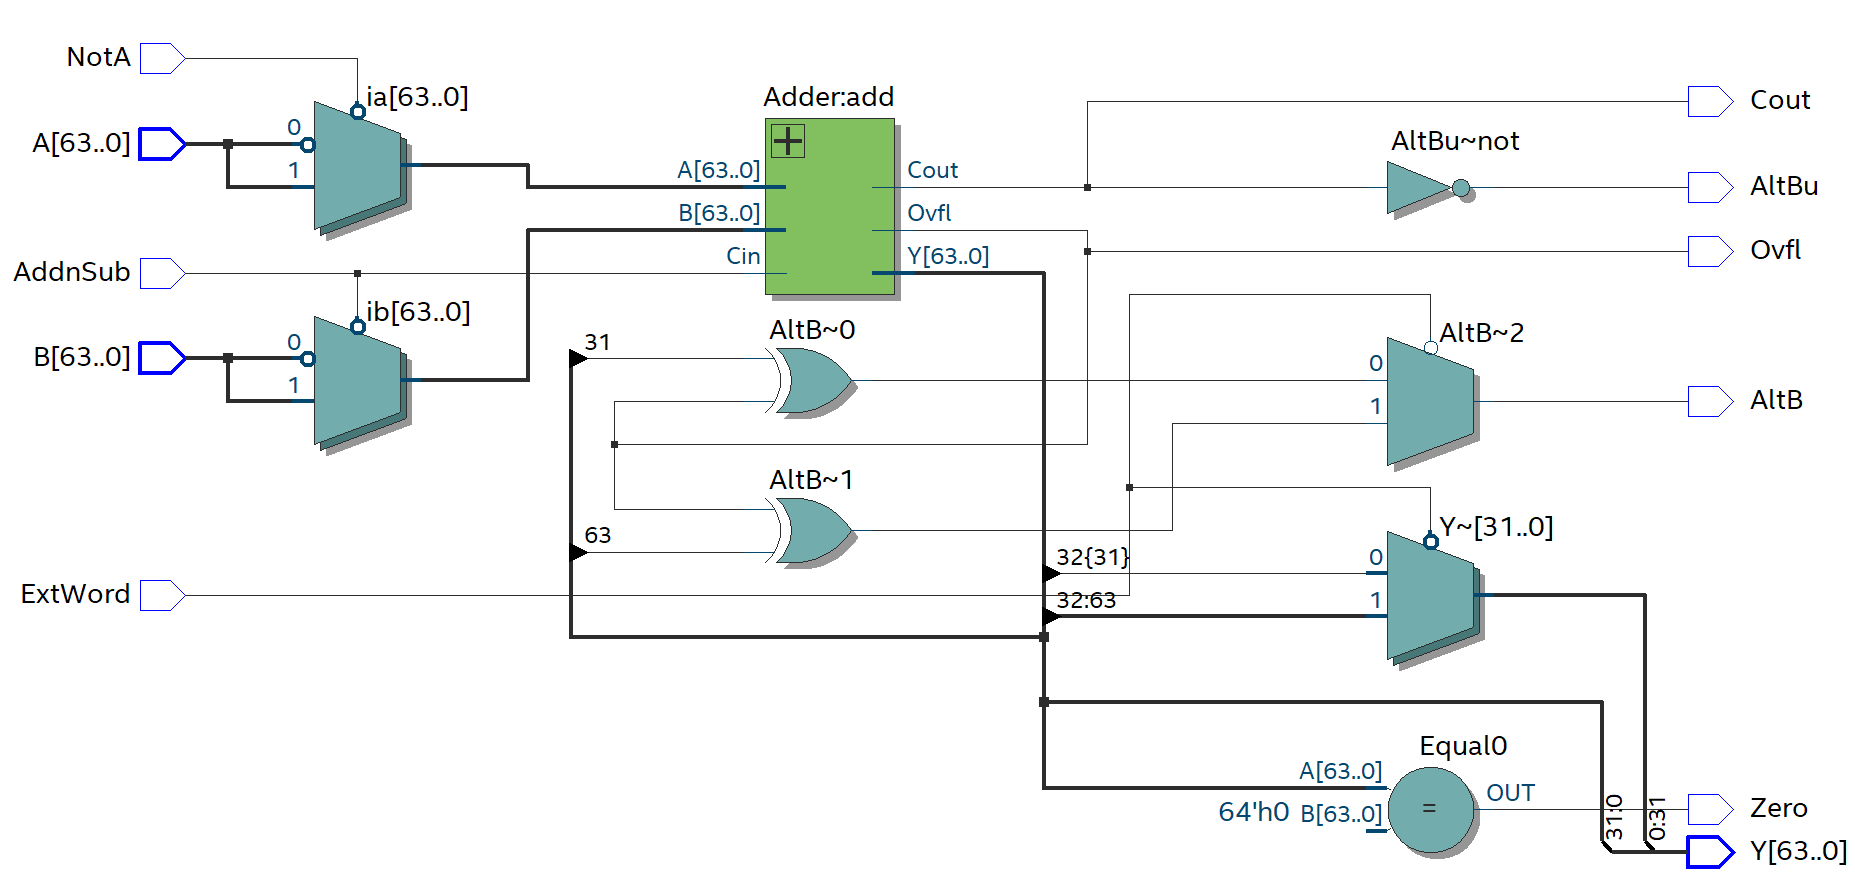 NotA
ia[63..0]
A[63..0]
0
1
Adder:add
A[63..0]
B[63..0]
Cin
Cout
Ovfl
Y[63..0]
Cout
AltBu~not
AltBu
Ovfl
AddnSub
ib[63..0]
B[63..0]
0
1
31
AltB~0
AltB~2
0
1
AltB
63
AltB~1
32{31}
32:63
Y~[31..0]
0
1
ExtWord
Equal0
A[63..0]
64'h0 B[63..0]
=
OUT
31:0
0:31
Zero
Y[63..0]